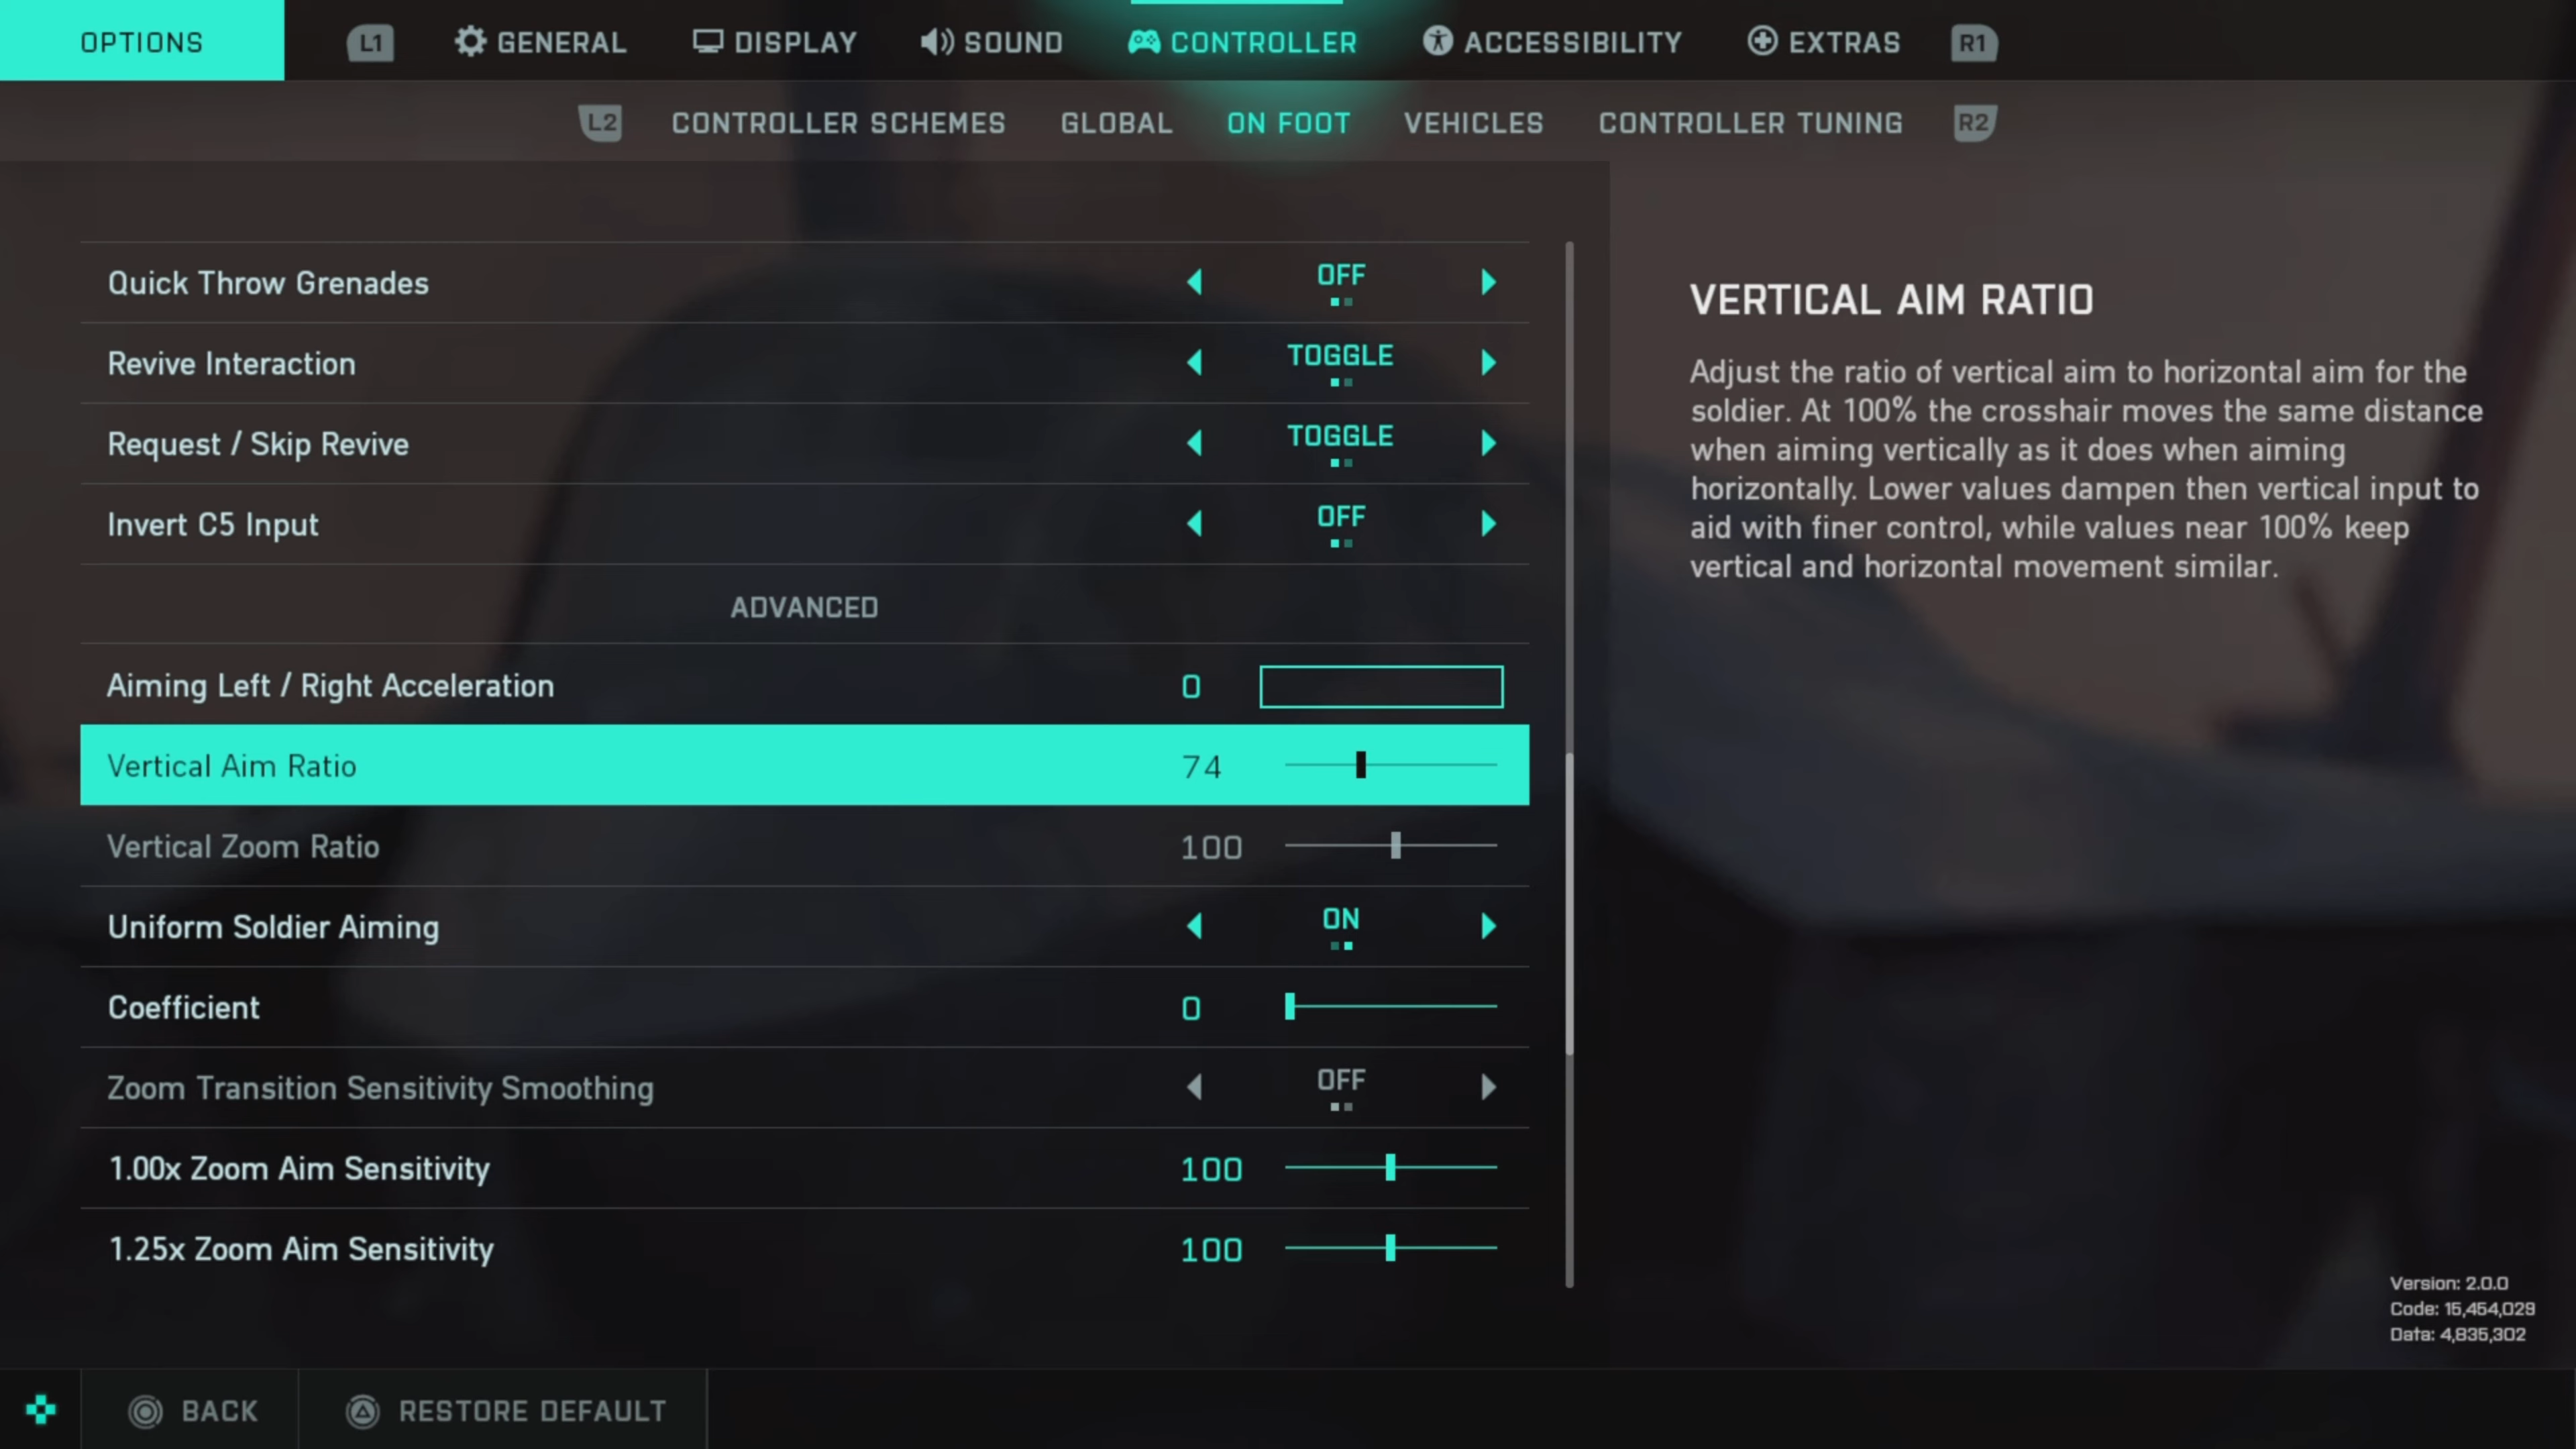 OPTIONS
L1
GENERAL
DISPLAY
SOUND
CONTROLLER
ACCESSIBILITY
EXTRAS
R1
L2
CONTROLLER SCHEMES
GLOBAL
ON FOOT
VEHICLES
CONTROLLER TUNING
R2
Quick Throw Grenades OFF
Revive Interaction TOGGLE
Request / Skip Revive TOGGLE
Invert C5 Input OFF
ADVANCED
Aiming Left / Right Acceleration 0
Vertical Aim Ratio 74
Vertical Zoom Ratio 100
Uniform Soldier Aiming ON
Coefficient 0
Zoom Transition Sensitivity Smoothing OFF
1.00x Zoom Aim Sensitivity 100
1.25x Zoom Aim Sensitivity 100
VERTICAL AIM RATIO
Adjust the ratio of vertical aim to horizontal aim for the
soldier. At 100% the crosshair moves the same distance
when aiming vertically as it does when aiming
horizontally. Lower values dampen then vertical input to
aid with finer control, while values near 100% keep
vertical and horizontal movement similar.
Version: 2.0.0
Code: 15,454,029
Data: 4,835,302
BACK
RESTORE DEFAULT